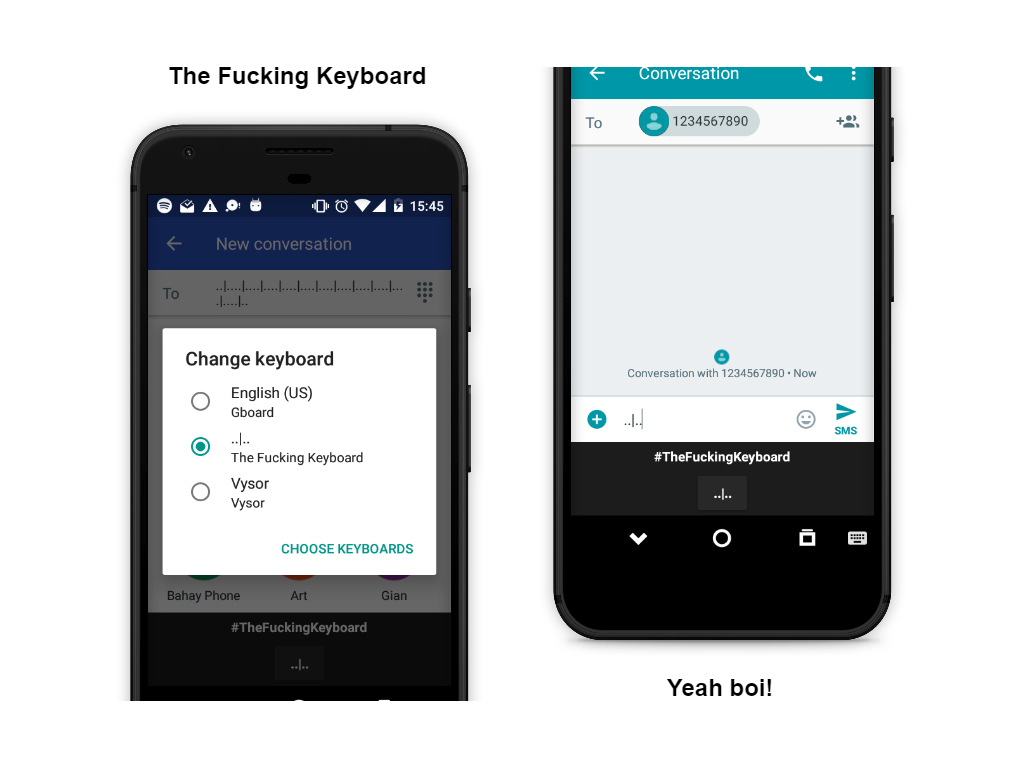 The Fucking Keyboard
15:45
New conversation
To
..|....|....|....|....|....|....|....|....|....|...
.|....|..
Change keyboard
English (US)
Gboard
..|..
The Fucking Keyboard
Vysor
Vysor
CHOOSE KEYBOARDS
Bahay Phone
Art
Gian
#TheFuckingKeyboard
..|..
Conversation
To
1234567890
Conversation with 1234567890 • Now
..|..
SMS
#TheFuckingKeyboard
..|..
Yeah boi!